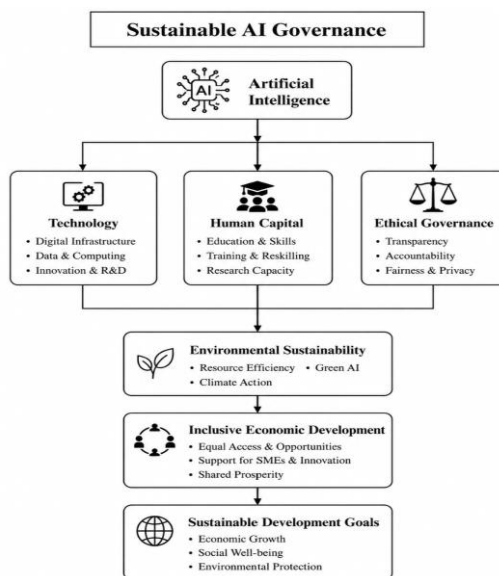 Sustainable AI Governance
AI
Artificial
Intelligence
Technology
• Digital Infrastructure
• Data & Computing
• Innovation & R&D
Human Capital
• Education & Skills
• Training & Reskilling
• Research Capacity
Ethical Governance
• Transparency
• Accountability
• Fairness & Privacy
Environmental Sustainability
• Resource Efficiency • Green AI
• Climate Action
Inclusive Economic Development
• Equal Access & Opportunities
• Support for SMEs & Innovation
• Shared Prosperity
Sustainable Development Goals
• Economic Growth
• Social Well-being
• Environmental Protection